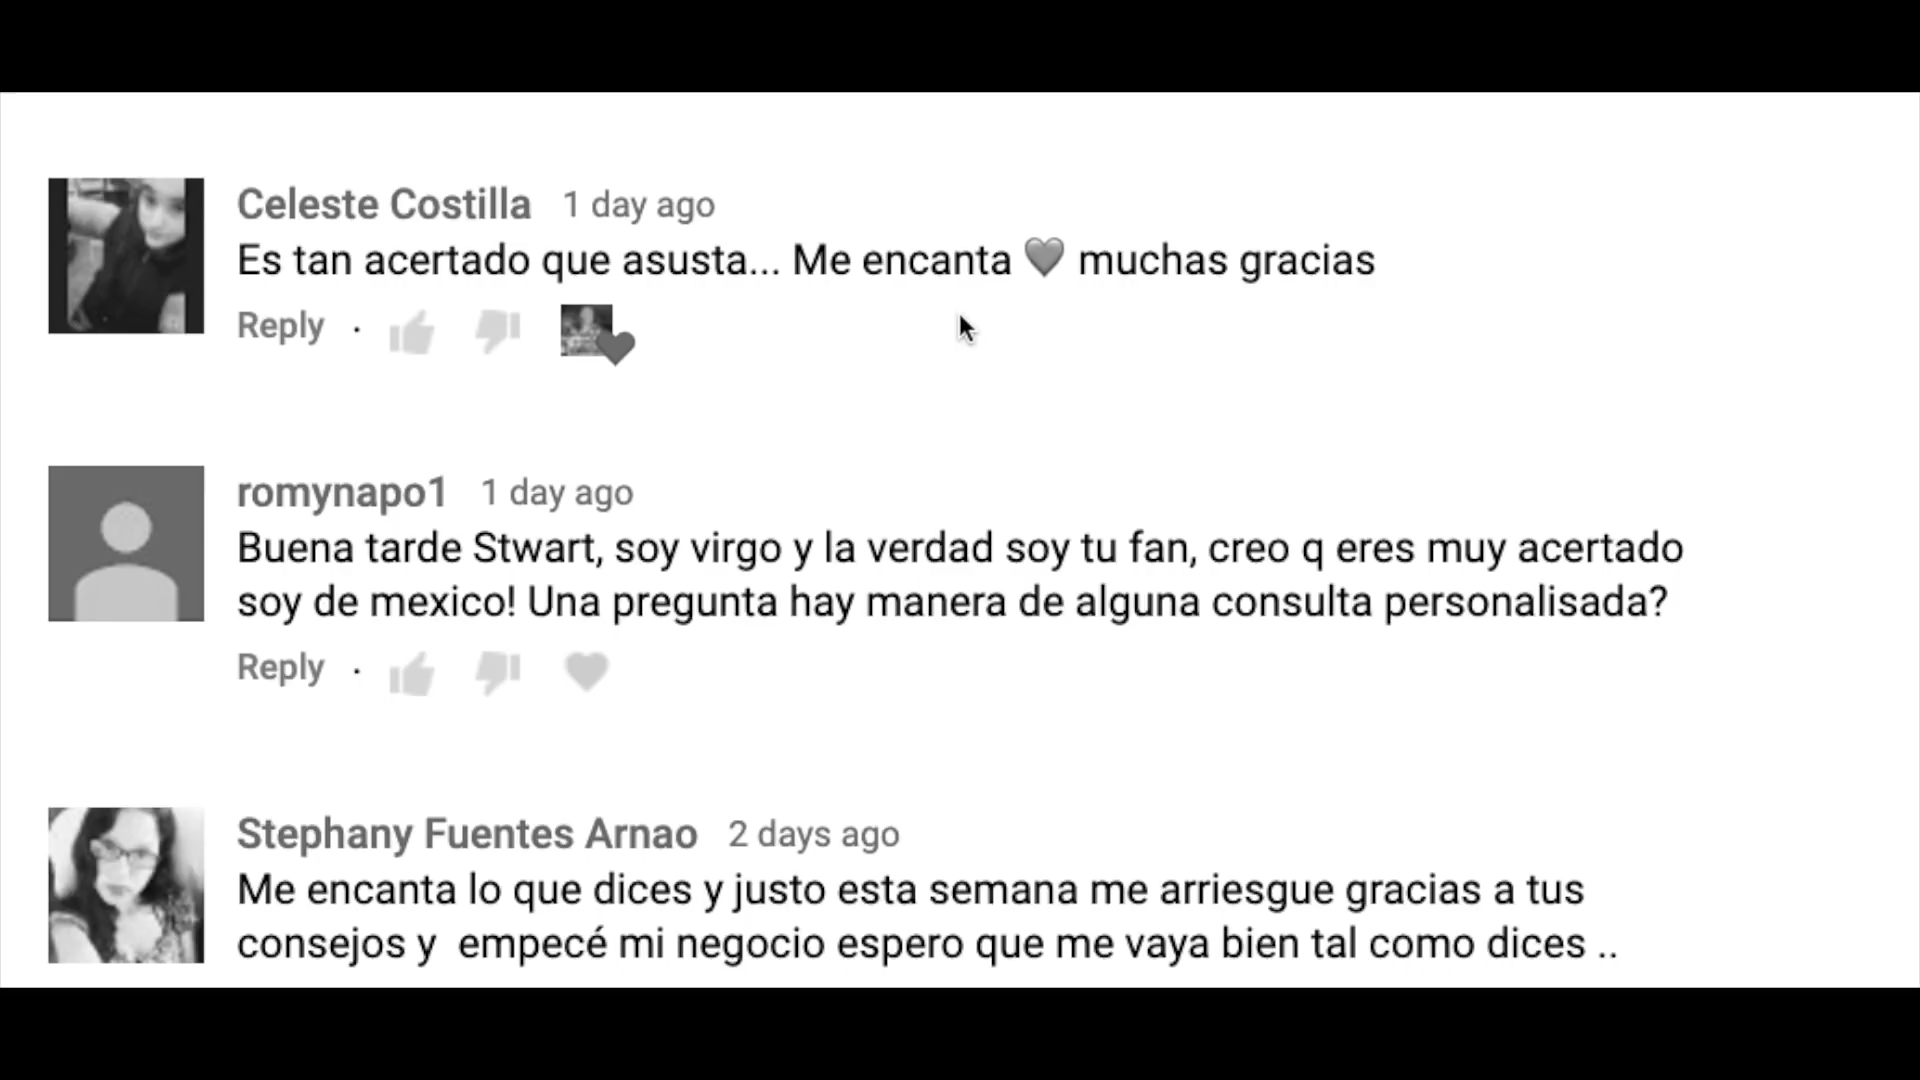 Celeste Costilla 1 day ago
Es tan acertado que asusta... Me encanta 🖤 muchas gracias
Reply ·
romynapo1 1 day ago
Buena tarde Stwart, soy virgo y la verdad soy tu fan, creo q eres muy acertado
soy de mexico! Una pregunta hay manera de alguna consulta personalisada?
Reply ·
Stephany Fuentes Arnao 2 days ago
Me encanta lo que dices y justo esta semana me arriesgue gracias a tus
consejos y  empecé mi negocio espero que me vaya bien tal como dices ..